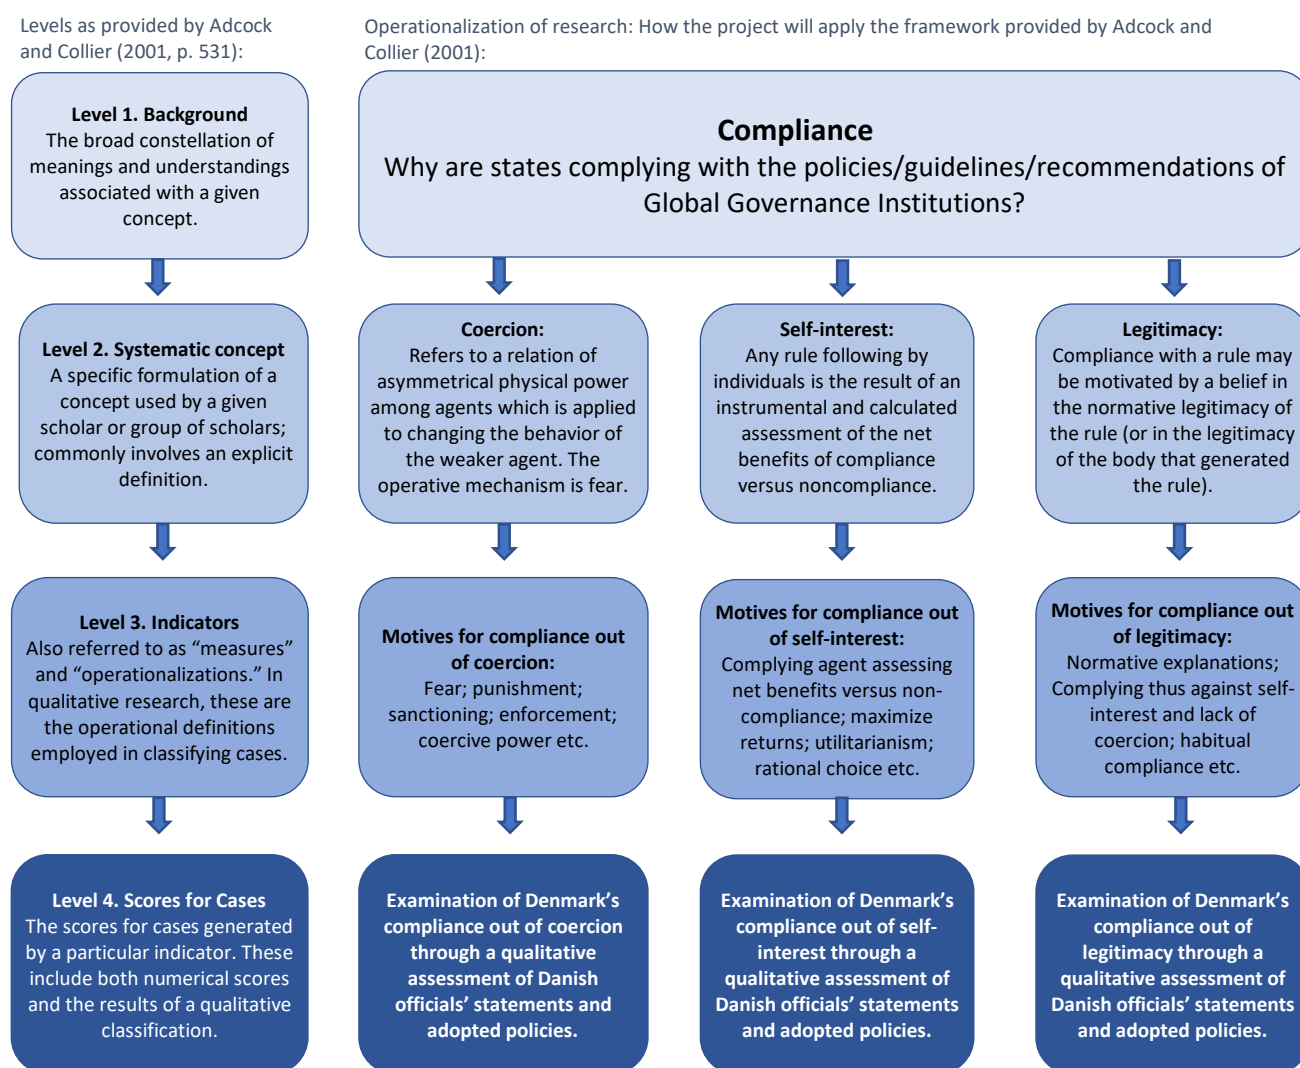 Levels as provided by Adcock
and Collier (2001, p. 531):
Operationalization of research: How the project will apply the framework provided by Adcock and
Collier (2001):
Level 1. Background
The broad constellation of
meanings and understandings
associated with a given
concept.
Compliance
Why are states complying with the policies/guidelines/recommendations of
Global Governance Institutions?
Level 2. Systematic concept
A specific formulation of a
concept used by a given
scholar or group of scholars;
commonly involves an explicit
definition.
Coercion:
Refers to a relation of
asymmetrical physical power
among agents which is applied
to changing the behavior of
the weaker agent. The
operative mechanism is fear.
Self-interest:
Any rule following by
individuals is the result of an
instrumental and calculated
assessment of the net
benefits of compliance
versus noncompliance.
Legitimacy:
Compliance with a rule may
be motivated by a belief in
the normative legitimacy of
the rule (or in the legitimacy
of the body that generated
the rule).
Level 3. Indicators
Also referred to as “measures”
and “operationalizations.” In
qualitative research, these are
the operational definitions
employed in classifying cases.
Motives for compliance out
of coercion:
Fear; punishment;
sanctioning; enforcement;
coercive power etc.
Motives for compliance out
of self-interest:
Complying agent assessing
net benefits versus non-
compliance; maximize
returns; utilitarianism;
rational choice etc.
Motives for compliance out
of legitimacy:
Normative explanations;
Complying thus against self-
interest and lack of
coercion; habitual
compliance etc.
Level 4. Scores for Cases
The scores for cases generated
by a particular indicator. These
include both numerical scores
and the results of a qualitative
classification.
Examination of Denmark’s
compliance out of coercion
through a qualitative
assessment of Danish
officials’ statements and
adopted policies.
Examination of Denmark’s
compliance out of self-
interest through a
qualitative assessment of
Danish officials’ statements
and adopted policies.
Examination of Denmark’s
compliance out of
legitimacy through a
qualitative assessment of
Danish officials’ statements
and adopted policies.